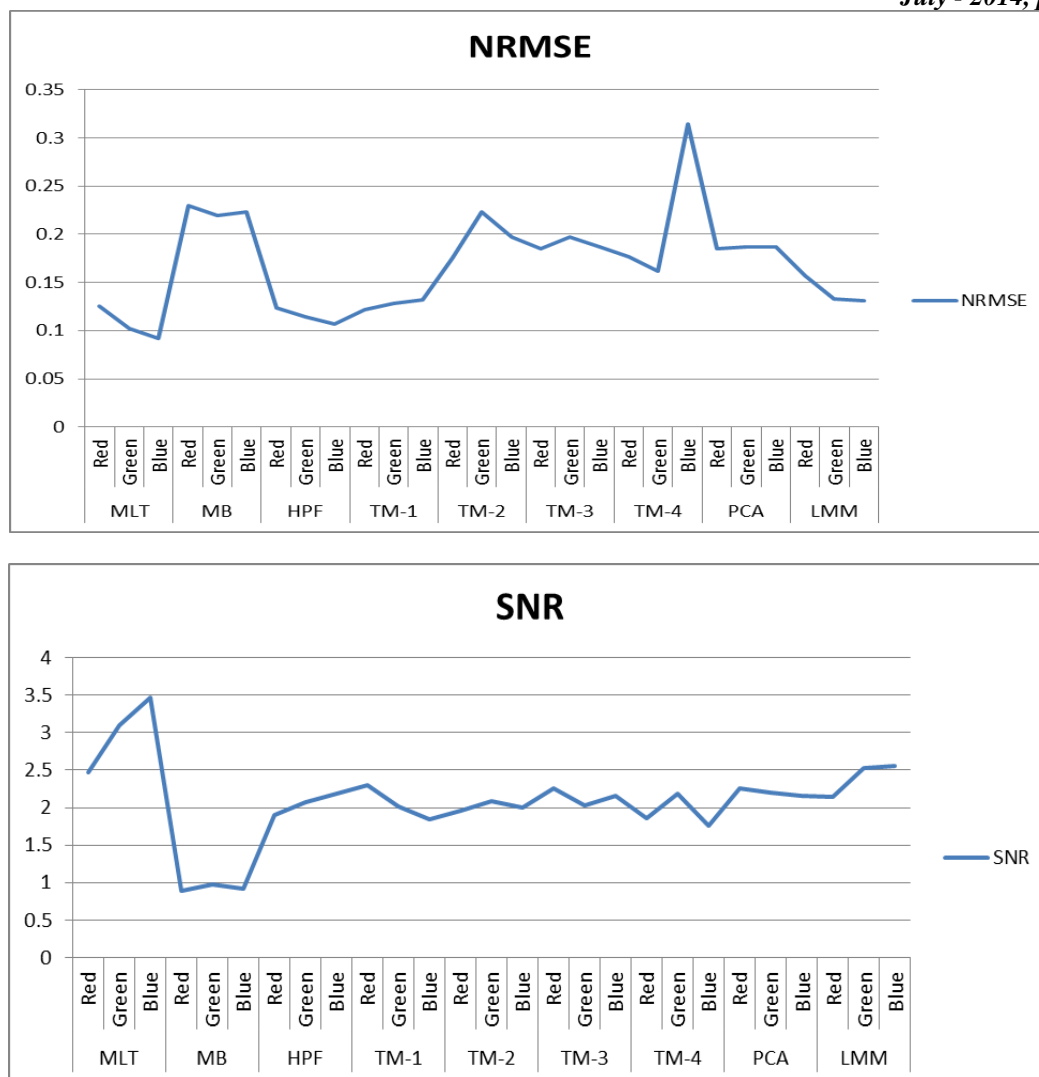 July - 2014,
NRMSE
0.35
0.3
0.25
0.2
0.15
0.1
0.05
0
NRMSE
Red Green Blue Red Green Blue Red Green Blue Red Green Blue Red Green Blue Red Green Blue Red Green Blue Red Green Blue Red Green Blue
MLT MB HPF TM-1 TM-2 TM-3 TM-4 PCA LMM
SNR
4
3.5
3
2.5
2
1.5
1
0.5
0
SNR
Red Green Blue Red Green Blue Red Green Blue Red Green Blue Red Green Blue Red Green Blue Red Green Blue Red Green Blue Red Green Blue
MLT MB HPF TM-1 TM-2 TM-3 TM-4 PCA LMM